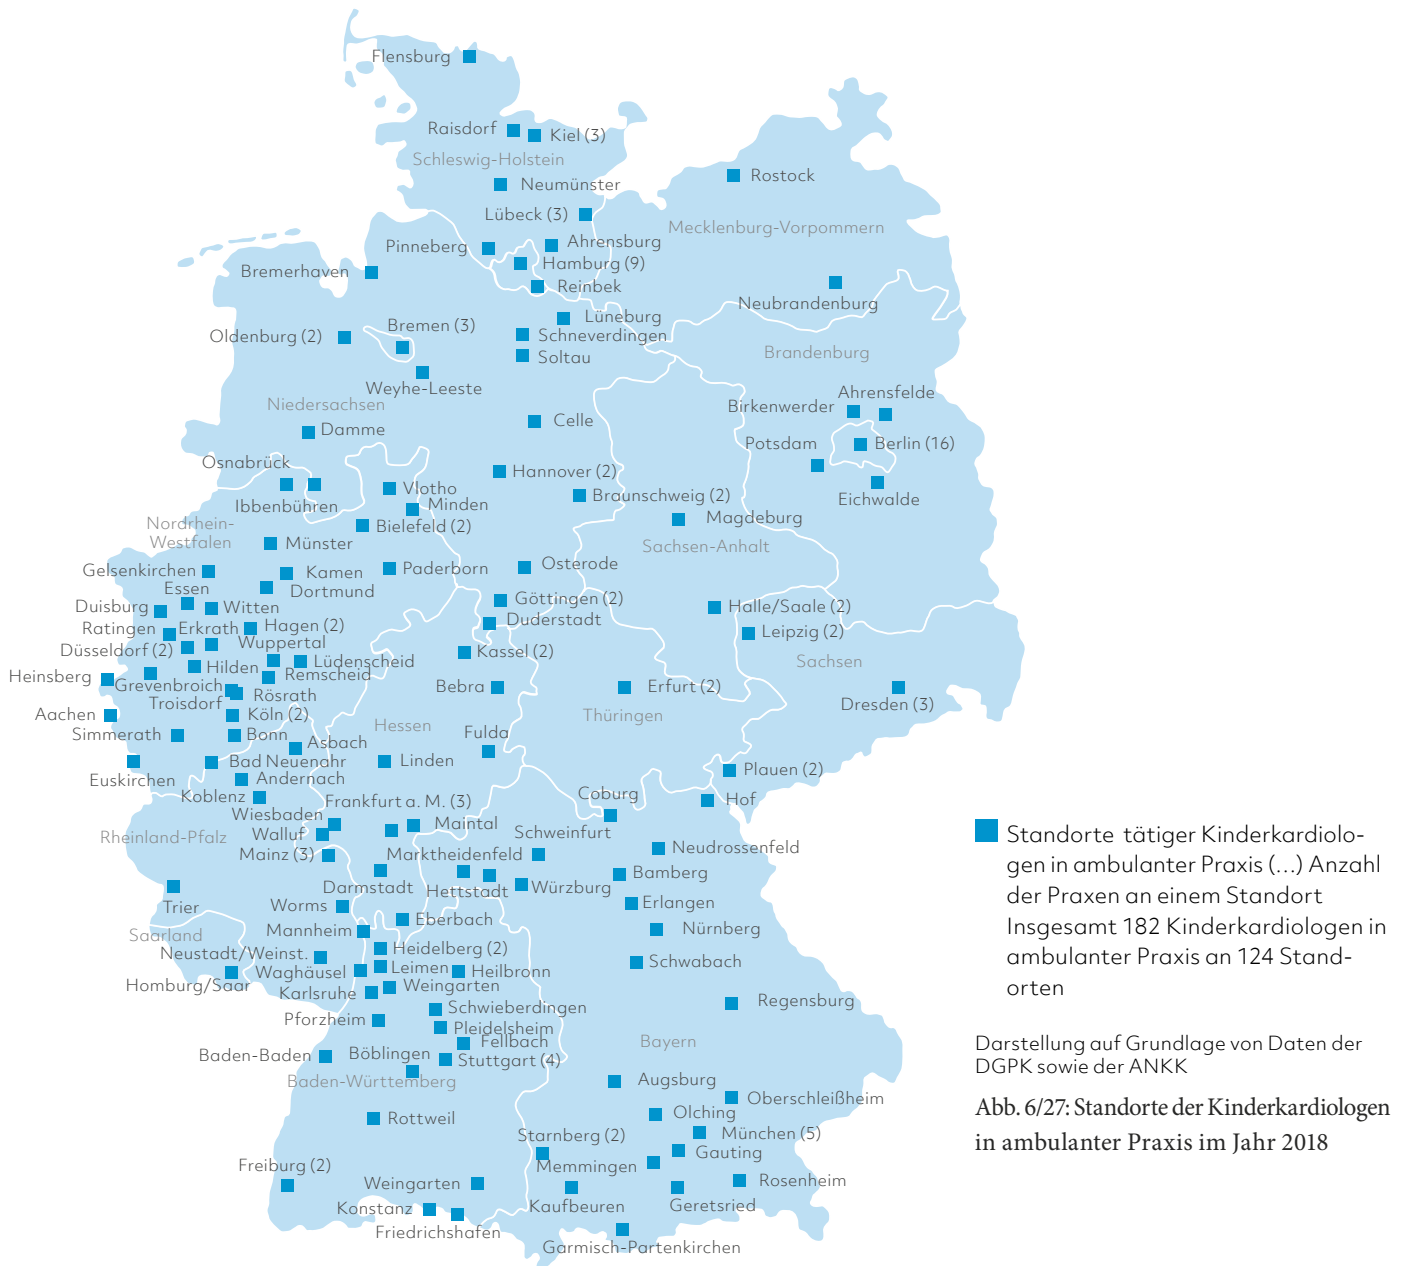 Flensburg
Raisdorf
Kiel (3)
Schleswig-Holstein
Neumünster
Rostock
Lübeck (3)
Mecklenburg-Vorpommern
Pinneberg
Ahrensburg
Hamburg (9)
Bremerhaven
Reinbek
Neubrandenburg
Lüneburg
Bremen (3)
Oldenburg (2)
Schneverdingen
Soltau
Brandenburg
Weyhe-Leeste
Ahrensfelde
Niedersachsen
Birkenwerder
Celle
Damme
Potsdam
Berlin (16)
Osnabrück
Hannover (2)
Vlotho
Braunschweig (2)
Eichwalde
Ibbenbühren
Minden
Magdeburg
Nordrhein-
Westfalen
Bielefeld (2)
Münster
Sachsen-Anhalt
Gelsenkirchen
Kamen
Paderborn
Osterode
Essen
Dortmund
Göttingen (2)
Duisburg
Witten
Halle/Saale (2)
Duderstadt
Ratingen
Erkrath
Hagen (2)
Leipzig (2)
Düsseldorf (2)
Wuppertal
Kassel (2)
Lüdenscheid
Sachsen
Hilden
Heinsberg
Remscheid
Grevenbroich
Bebra
Erfurt (2)
Rösrath
Troisdorf
Dresden (3)
Aachen
Köln (2)
Thüringen
Hessen
Simmerath
Bonn
Fulda
Asbach
Bad Neuenahr
Linden
Plauen (2)
Euskirchen
Andernach
Koblenz
Coburg
Hof
Frankfurt a. M. (3)
Wiesbaden
Maintal
Schweinfurt
Rheinland-Pfalz
Walluf
Neudrossenfeld
Mainz (3)
Marktheidenfeld
Bamberg
Darmstadt
Hettstadt
Würzburg
Trier
Worms
Erlangen
Eberbach
Saarland
Mannheim
Nürnberg
Neustadt/Weinst.
Heidelberg (2)
Schwabach
Waghäusel
Leimen
Heilbronn
Homburg/Saar
Karlsruhe
Weingarten
Regensburg
Schwieberdingen
Pforzheim
Pleidelsheim
Fellbach
Bayern
Baden-Baden
Böblingen
Stuttgart (4)
Baden-Württemberg
Augsburg
Oberschleißheim
Olching
Rottweil
Starnberg (2)
München (5)
Gauting
Freiburg (2)
Memmingen
Weingarten
Rosenheim
Konstanz
Kaufbeuren
Geretsried
Friedrichshafen
Garmisch-Partenkirchen
Standorte tätiger Kinderkardiolo-
gen in ambulanter Praxis (...) Anzahl
der Praxen an einem Standort
Insgesamt 182 Kinderkardiologen in
ambulanter Praxis an 124 Stand-
orten
Darstellung auf Grundlage von Daten der
DGPK sowie der ANKK
Abb. 6/27: Standorte der Kinderkardiologen
in ambulanter Praxis im Jahr 2018